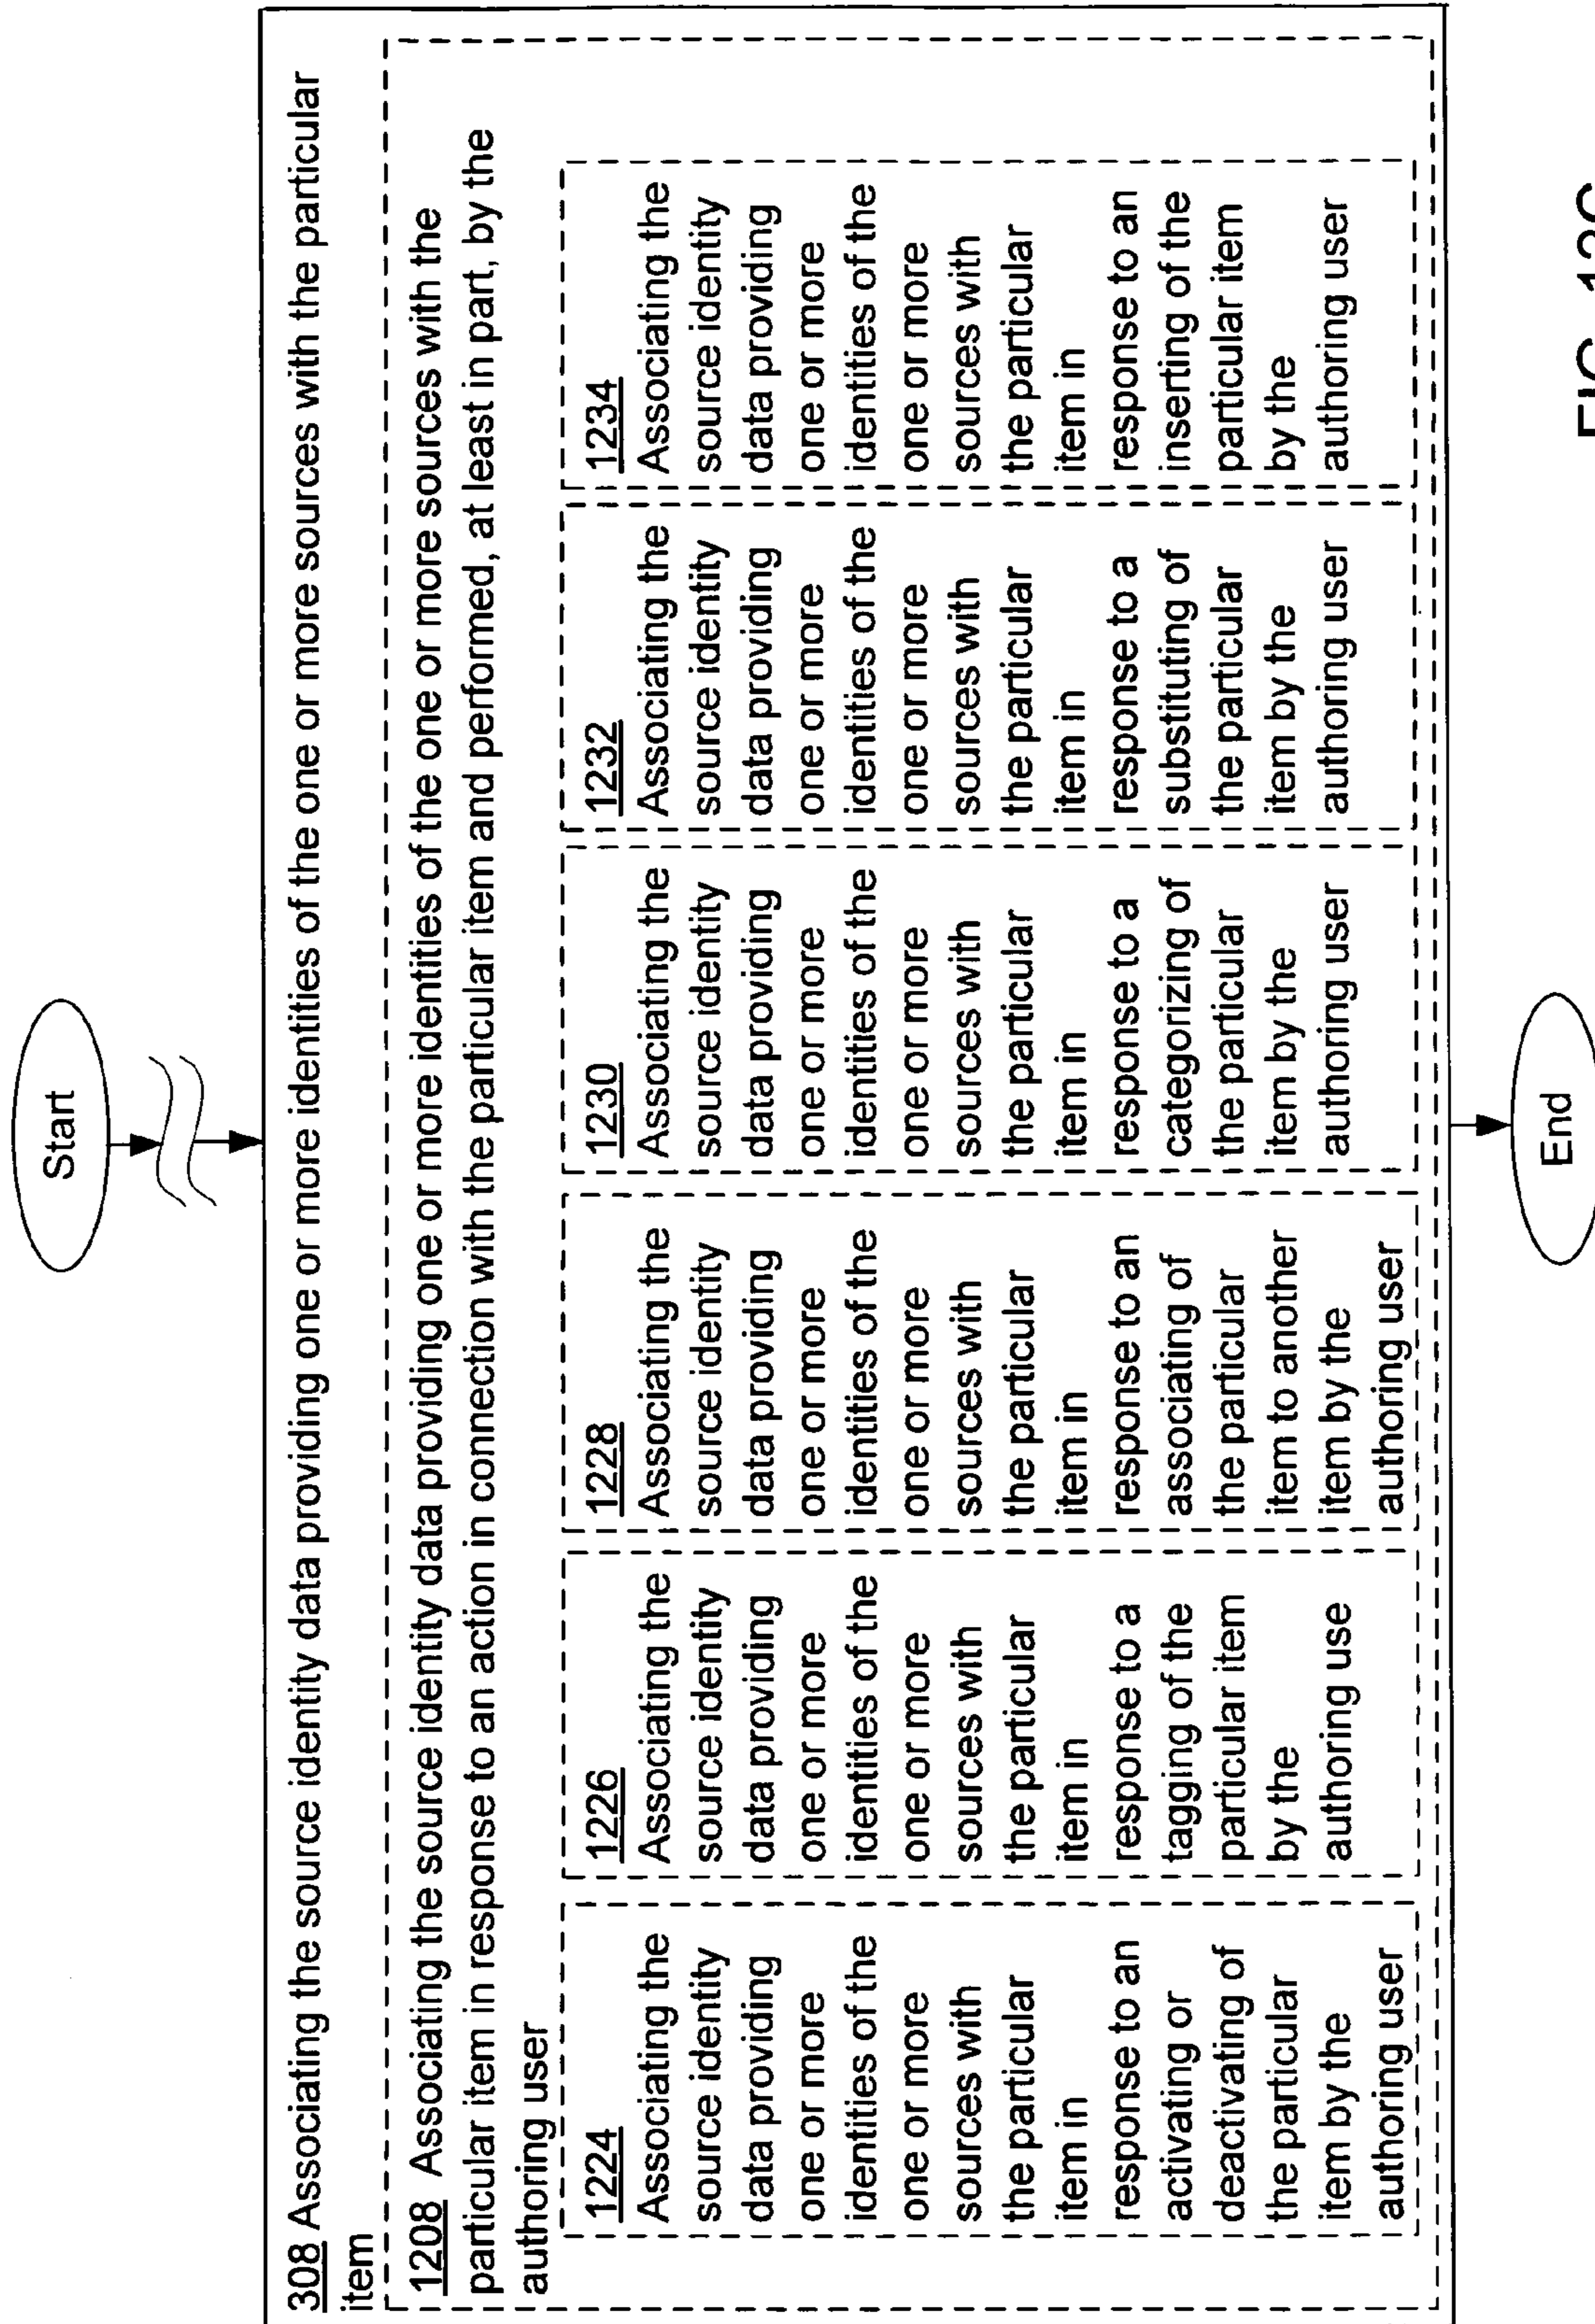 Start
308 Associating the source identity data providing one or more identities of the one or more sources with the particular
item
1208 Associating the source identity data providing one or more identities of the one or more sources with the
particular item in response to an action in connection with the particular item and performed, at least in part, by the
authoring user
1224
Associating the
source identity
data providing
one or more
identities of the
one or more
sources with
the particular
item in
response to an
activating or
deactivating of
the particular
item by the
authoring user
1226
Associating the
source identity
data providing
one or more
identities of the
one or more
sources with
the particular
item in
response to a
tagging of the
particular item
by the
authoring use
1228
Associating the
source identity
data providing
one or more
identities of the
one or more
sources with
the particular
item in
response to an
associating of
the particular
item to another
item by the
authoring user
1230
Associating the
source identity
data providing
one or more
identities of the
one or more
sources with
the particular
item in
response to a
categorizing of
the particular
item by the
authoring user
1232
Associating the
source identity
data providing
one or more
identities of the
one or more
sources with
the particular
item in
response to a
substituting of
the particular
item by the
authoring user
1234
Associating the
source identity
data providing
one or more
identities of the
one or more
sources with
the particular
item in
response to an
inserting of the
particular item
by the
authoring user
End
FIG.